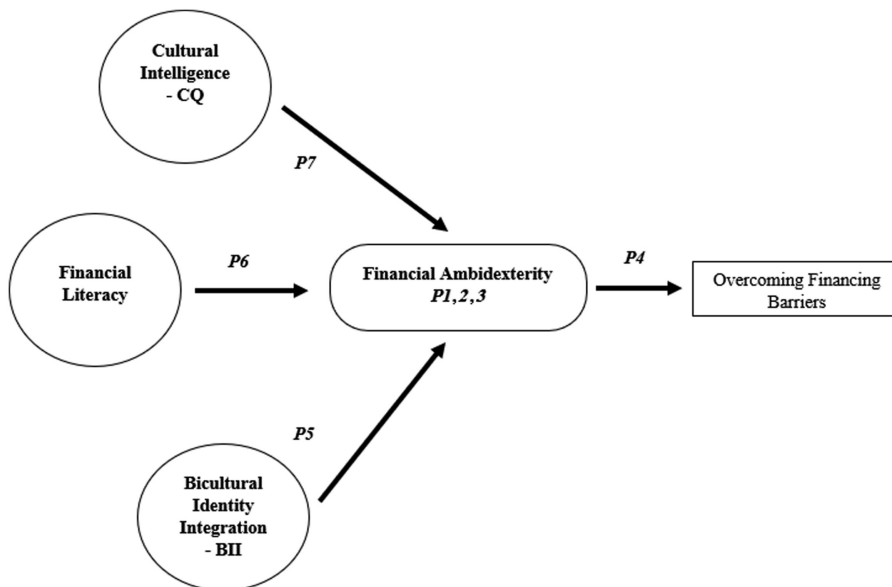 Cultural
Intelligence
- CQ
P7
Financial
Literacy
P6
Financial Ambidexterity
P1,2,3
P4
Overcoming Financing
Barriers
P5
Bicultural
Identity
Integration
- BII